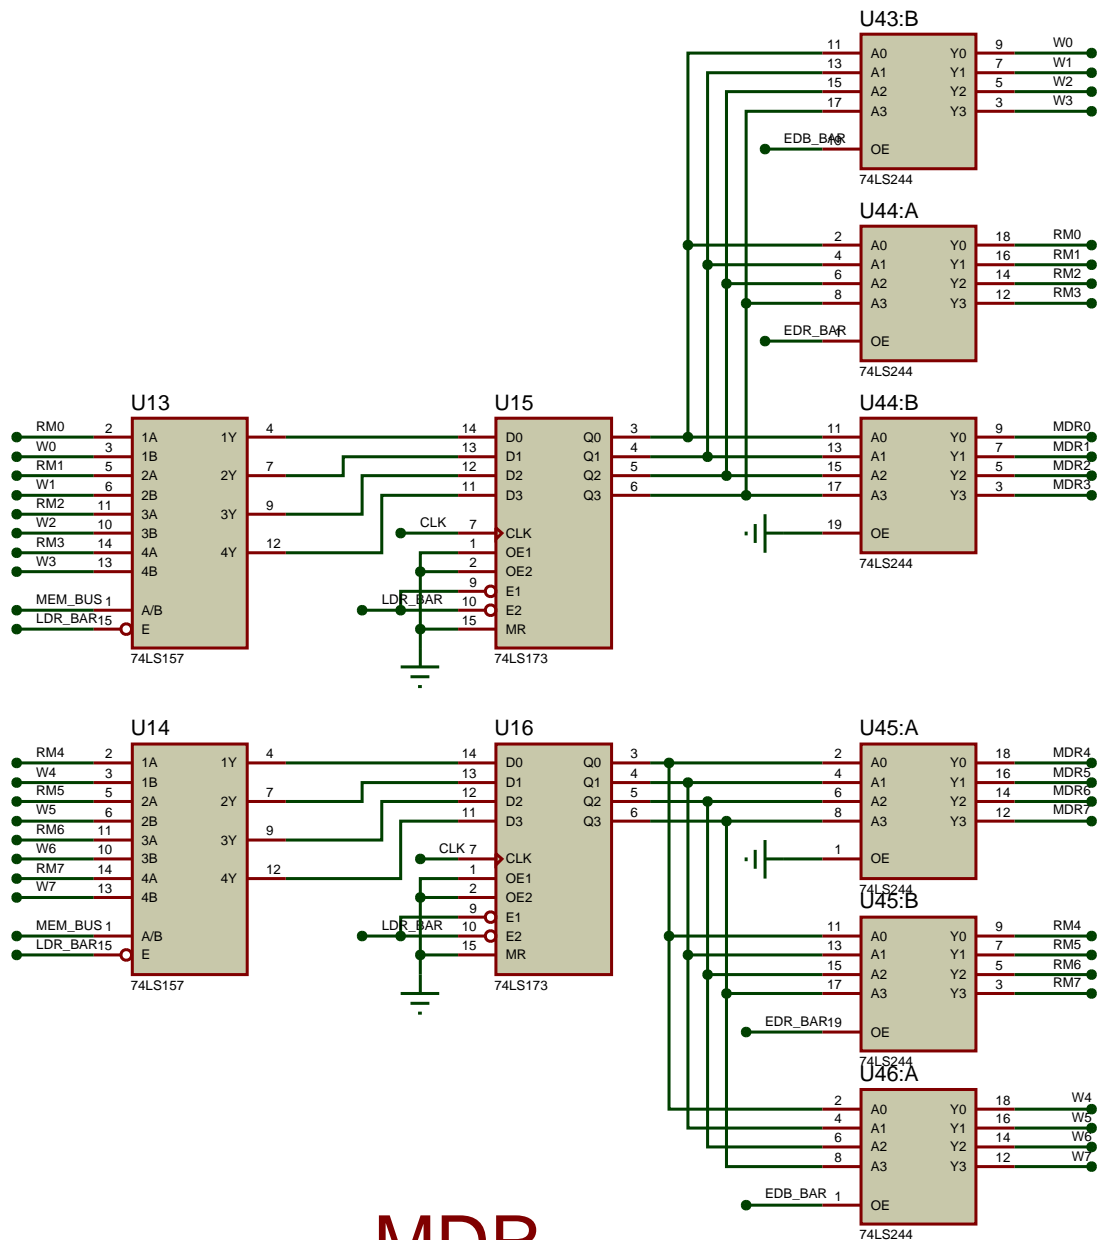 U43:B
11 A0 Y0 9 W0
13 A1 Y1 7 W1
15 A2 Y2 5 W2
17 A3 Y3 3 W3
EDB_BAR 19 OE
74LS244
U44:A
2 A0 Y0 18 RM0
4 A1 Y1 16 RM1
6 A2 Y2 14 RM2
8 A3 Y3 12 RM3
EDR_BAR 1 OE
74LS244
U13
RM0 2 1A 1Y 4
W0 3 1B
RM1 5 2A 2Y 7
W1 6 2B
RM2 11 3A 3Y 9
W2 10 3B
RM3 14 4A 4Y 12
W3 13 4B
MEM_BUS 1 A/B
LDR_BAR 15 E
74LS157
U15
14 D0 Q0 3
13 D1 Q1 4
12 D2 Q2 5
11 D3 Q3 6
CLK 7 CLK
1 OE1
2 OE2
9 E1
LDR_BAR 10 E2
15 MR
74LS173
U44:B
11 A0 Y0 9 MDR0
13 A1 Y1 7 MDR1
15 A2 Y2 5 MDR2
17 A3 Y3 3 MDR3
19 OE
74LS244
U14
RM4 2 1A 1Y 4
W4 3 1B
RM5 5 2A 2Y 7
W5 6 2B
RM6 11 3A 3Y 9
W6 10 3B
RM7 14 4A 4Y 12
W7 13 4B
MEM_BUS 1 A/B
LDR_BAR 15 E
74LS157
U16
14 D0 Q0 3
13 D1 Q1 4
12 D2 Q2 5
11 D3 Q3 6
CLK 7 CLK
1 OE1
2 OE2
9 E1
LDR_BAR 10 E2
15 MR
74LS173
U45:A
2 A0 Y0 18 MDR4
4 A1 Y1 16 MDR5
6 A2 Y2 14 MDR6
8 A3 Y3 12 MDR7
1 OE
74LS244
U45:B
11 A0 Y0 9 RM4
13 A1 Y1 7 RM5
15 A2 Y2 5 RM6
17 A3 Y3 3 RM7
EDR_BAR 19 OE
74LS244
U46:A
2 A0 Y0 18 W4
4 A1 Y1 16 W5
6 A2 Y2 14 W6
8 A3 Y3 12 W7
EDB_BAR 1 OE
74LS244
MDR